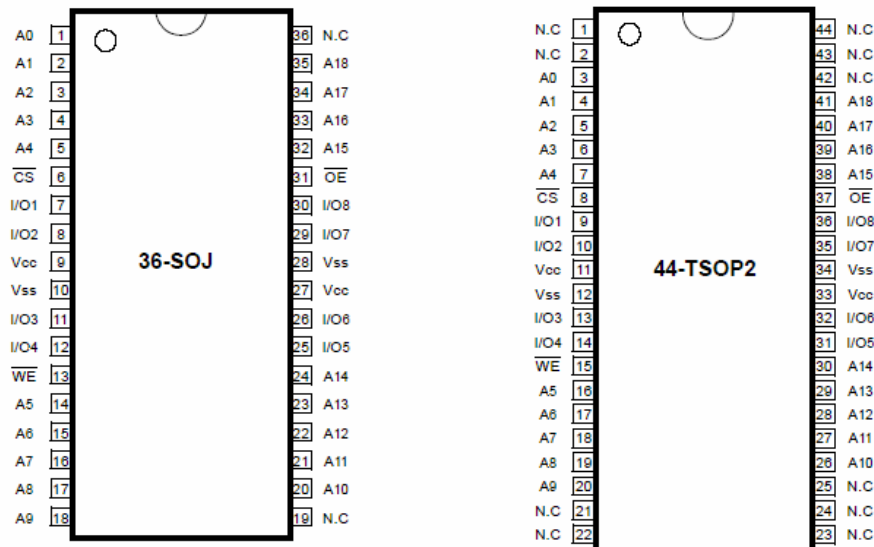 A0 1 36 N.C
A1 2 35 A18
A2 3 34 A17
A3 4 33 A16
A4 5 32 A15
CS 6 31 OE
I/O1 7 30 I/O8
I/O2 8 29 I/O7
Vcc 9 36-SOJ 28 Vss
Vss 10 27 Vcc
I/O3 11 26 I/O6
I/O4 12 25 I/O5
WE 13 24 A14
A5 14 23 A13
A6 15 22 A12
A7 16 21 A11
A8 17 20 A10
A9 18 19 N.C
N.C 1 44 N.C
N.C 2 43 N.C
A0 3 42 N.C
A1 4 41 A18
A2 5 40 A17
A3 6 39 A16
A4 7 38 A15
CS 8 37 OE
I/O1 9 36 I/O8
I/O2 10 35 I/O7
Vcc 11 44-TSOP2 34 Vss
Vss 12 33 Vcc
I/O3 13 32 I/O6
I/O4 14 31 I/O5
WE 15 30 A14
A5 16 29 A13
A6 17 28 A12
A7 18 27 A11
A8 19 26 A10
A9 20 25 N.C
N.C 21 24 N.C
N.C 22 23 N.C